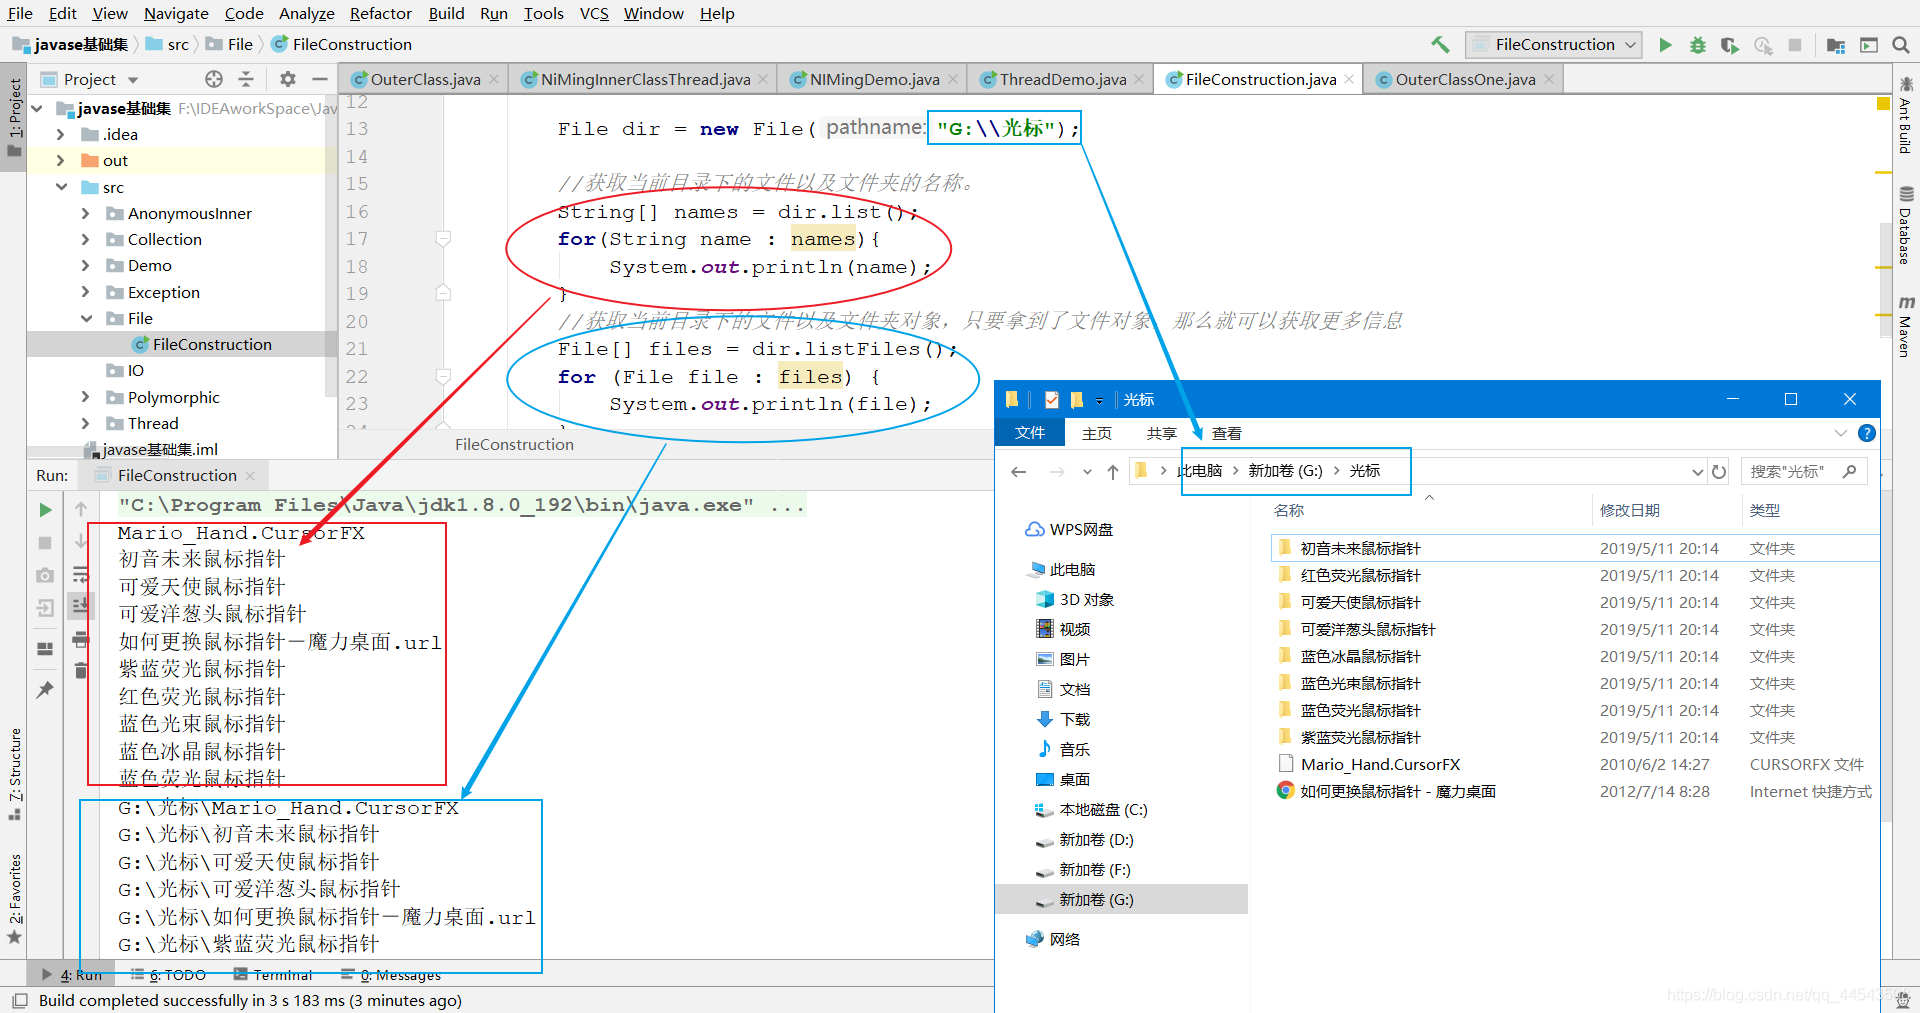 File Edit View Navigate Code Analyze Refactor Build Run Tools VCS Window Help
javase基础集 src File FileConstruction
FileConstruction
1: Project
Project
OuterClass.java NiMingInnerClassThread.java NIMingDemo.java ThreadDemo.java FileConstruction.java OuterClassOne.java
javase基础集 F:\IDEAworkSpace\Jav
.idea
out
src
AnonymousInner
Collection
Demo
Exception
File
FileConstruction
IO
Polymorphic
Thread
javase基础集.iml
12
13 File dir = new File( pathname: "G:\\光标");
14
15 //获取当前目录下的文件以及文件夹的名称。
16 String[] names = dir.list();
17 for(String name : names){
18 System.out.println(name);
19 }
20 //获取当前目录下的文件以及文件夹对象，只要拿到了文件对象，那么就可以获取更多信息
21 File[] files = dir.listFiles();
22 for (File file : files) {
23 System.out.println(file);
24 }
FileConstruction
Ant Build
Database
Maven
Run: FileConstruction
"C:\Program Files\Java\jdk1.8.0_192\bin\java.exe" ...
Mario_Hand.CursorFX
初音未来鼠标指针
可爱天使鼠标指针
可爱洋葱头鼠标指针
如何更换鼠标指针－魔力桌面.url
紫蓝荧光鼠标指针
红色荧光鼠标指针
蓝色光束鼠标指针
蓝色冰晶鼠标指针
蓝色荧光鼠标指针
G:\光标\Mario_Hand.CursorFX
G:\光标\初音未来鼠标指针
G:\光标\可爱天使鼠标指针
G:\光标\可爱洋葱头鼠标指针
G:\光标\如何更换鼠标指针－魔力桌面.url
G:\光标\紫蓝荧光鼠标指针
7: Structure
2: Favorites
4: Run 6: TODO Terminal 0: Messages
Build completed successfully in 3 s 183 ms (3 minutes ago)
光标
文件 主页 共享 查看
此电脑 新加卷 (G:) 光标
搜索"光标"
WPS网盘
此电脑
3D 对象
视频
图片
文档
下载
音乐
桌面
本地磁盘 (C:)
新加卷 (D:)
新加卷 (F:)
新加卷 (G:)
网络
名称 修改日期 类型
初音未来鼠标指针 2019/5/11 20:14 文件夹
红色荧光鼠标指针 2019/5/11 20:14 文件夹
可爱天使鼠标指针 2019/5/11 20:14 文件夹
可爱洋葱头鼠标指针 2019/5/11 20:14 文件夹
蓝色冰晶鼠标指针 2019/5/11 20:14 文件夹
蓝色光束鼠标指针 2019/5/11 20:14 文件夹
蓝色荧光鼠标指针 2019/5/11 20:14 文件夹
紫蓝荧光鼠标指针 2019/5/11 20:14 文件夹
Mario_Hand.CursorFX 2010/6/2 14:27 CURSORFX 文件
如何更换鼠标指针 - 魔力桌面 2012/7/14 8:28 Internet 快捷方式